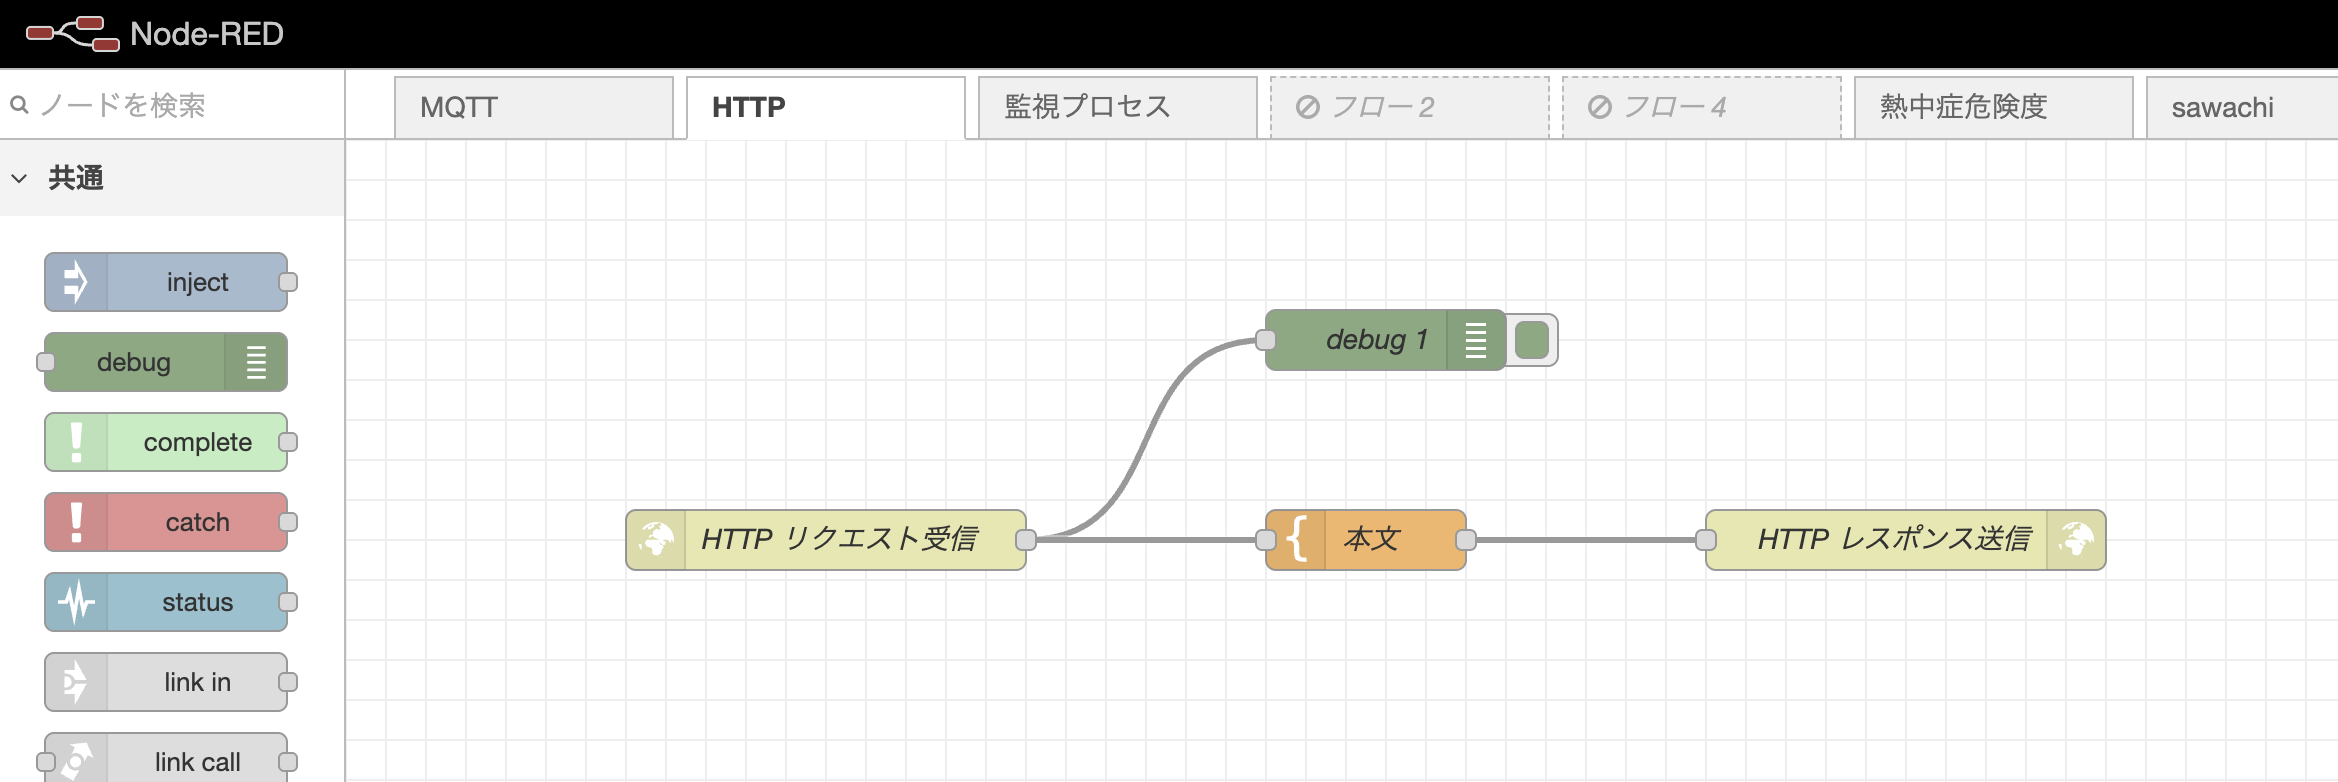 Node-RED
ノードを検索
MQTT
HTTP
監視プロセス
フロー 2
フロー 4
熱中症危険度
sawachi
共通
inject
debug
complete
catch
status
link in
link call
debug 1
HTTP リクエスト受信
本文
HTTP レスポンス送信